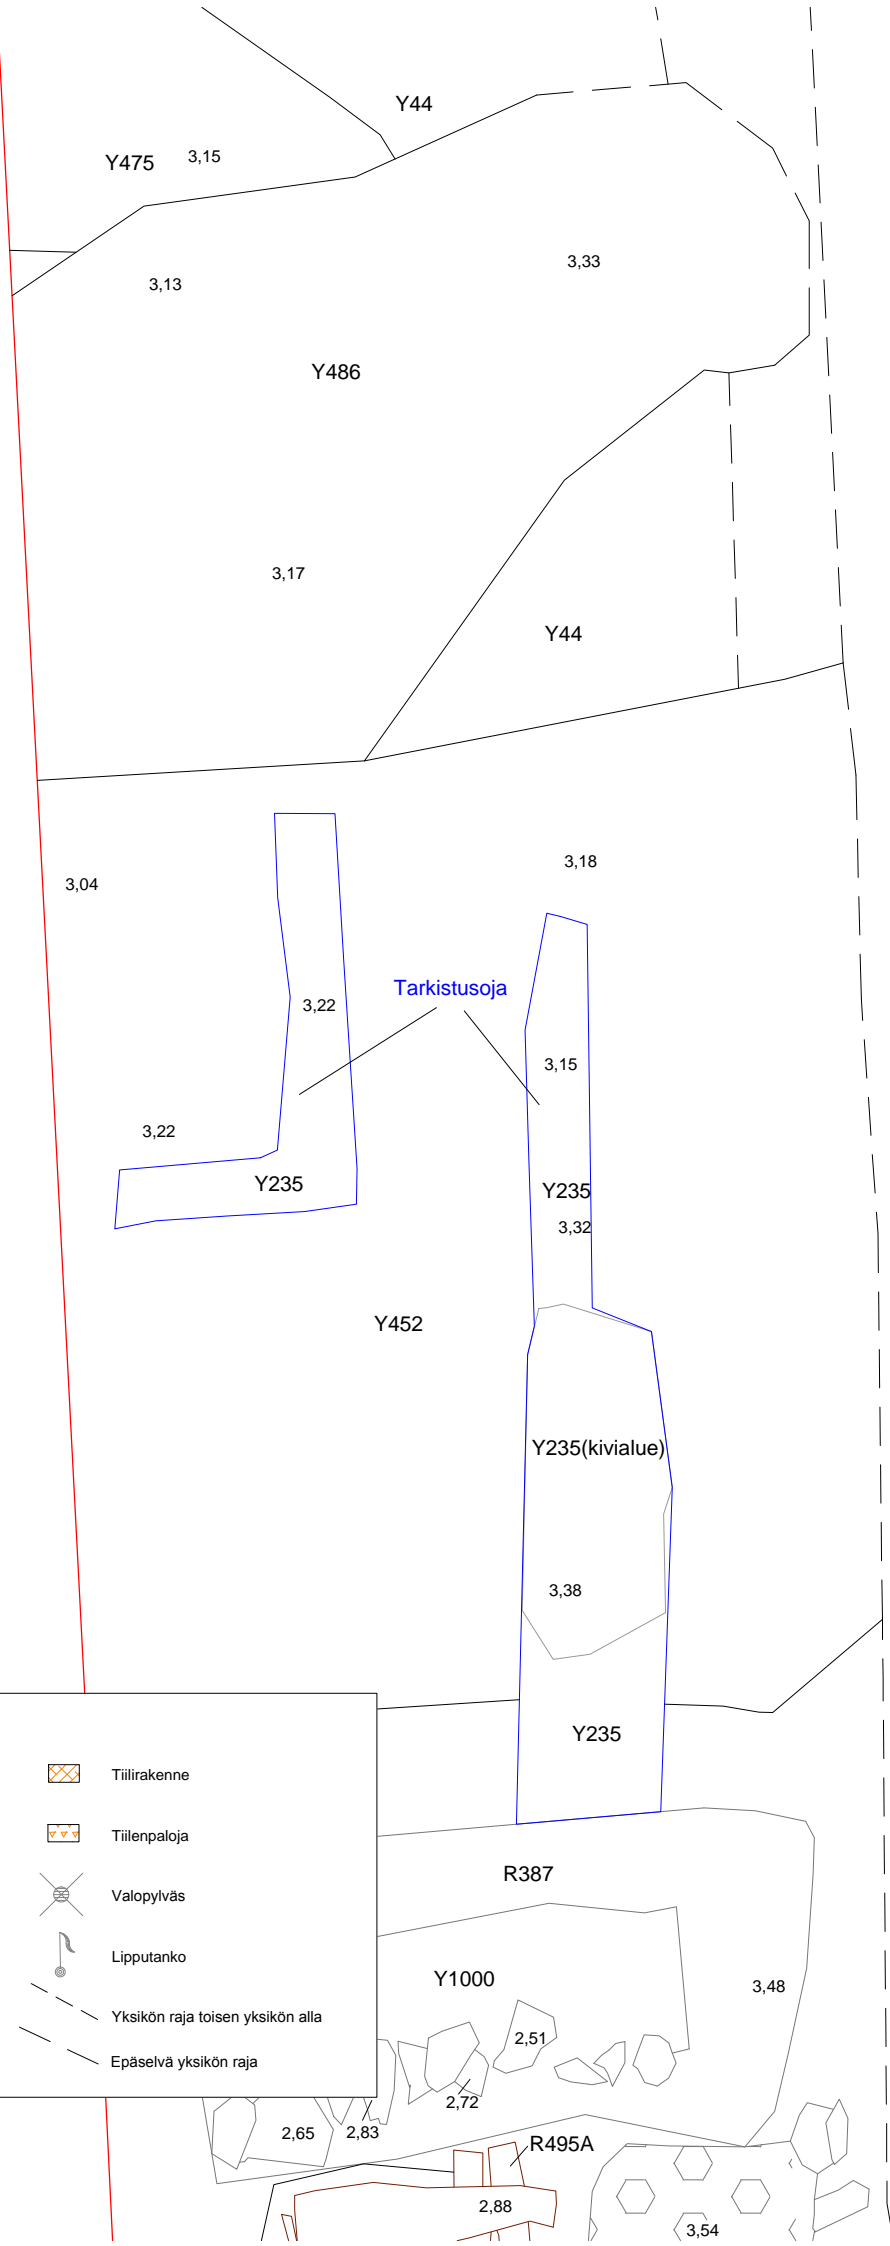 Y44
Y475
3,15
3,33
3,13
Y486
3,17
Y44
3,18
3,04
Tarkistusoja
3,22
3,15
3,22
Y235
Y235
3,32
Y452
Y235(kivialue)
3,38
Y235
Tiilirakenne
Tiilenpaloja
Valopylväs
Lipputanko
Yksikön raja toisen yksikön alla
Epäselvä yksikön raja
R387
Y1000
3,48
2,51
2,72
2,65
2,83
R495A
2,88
3,54